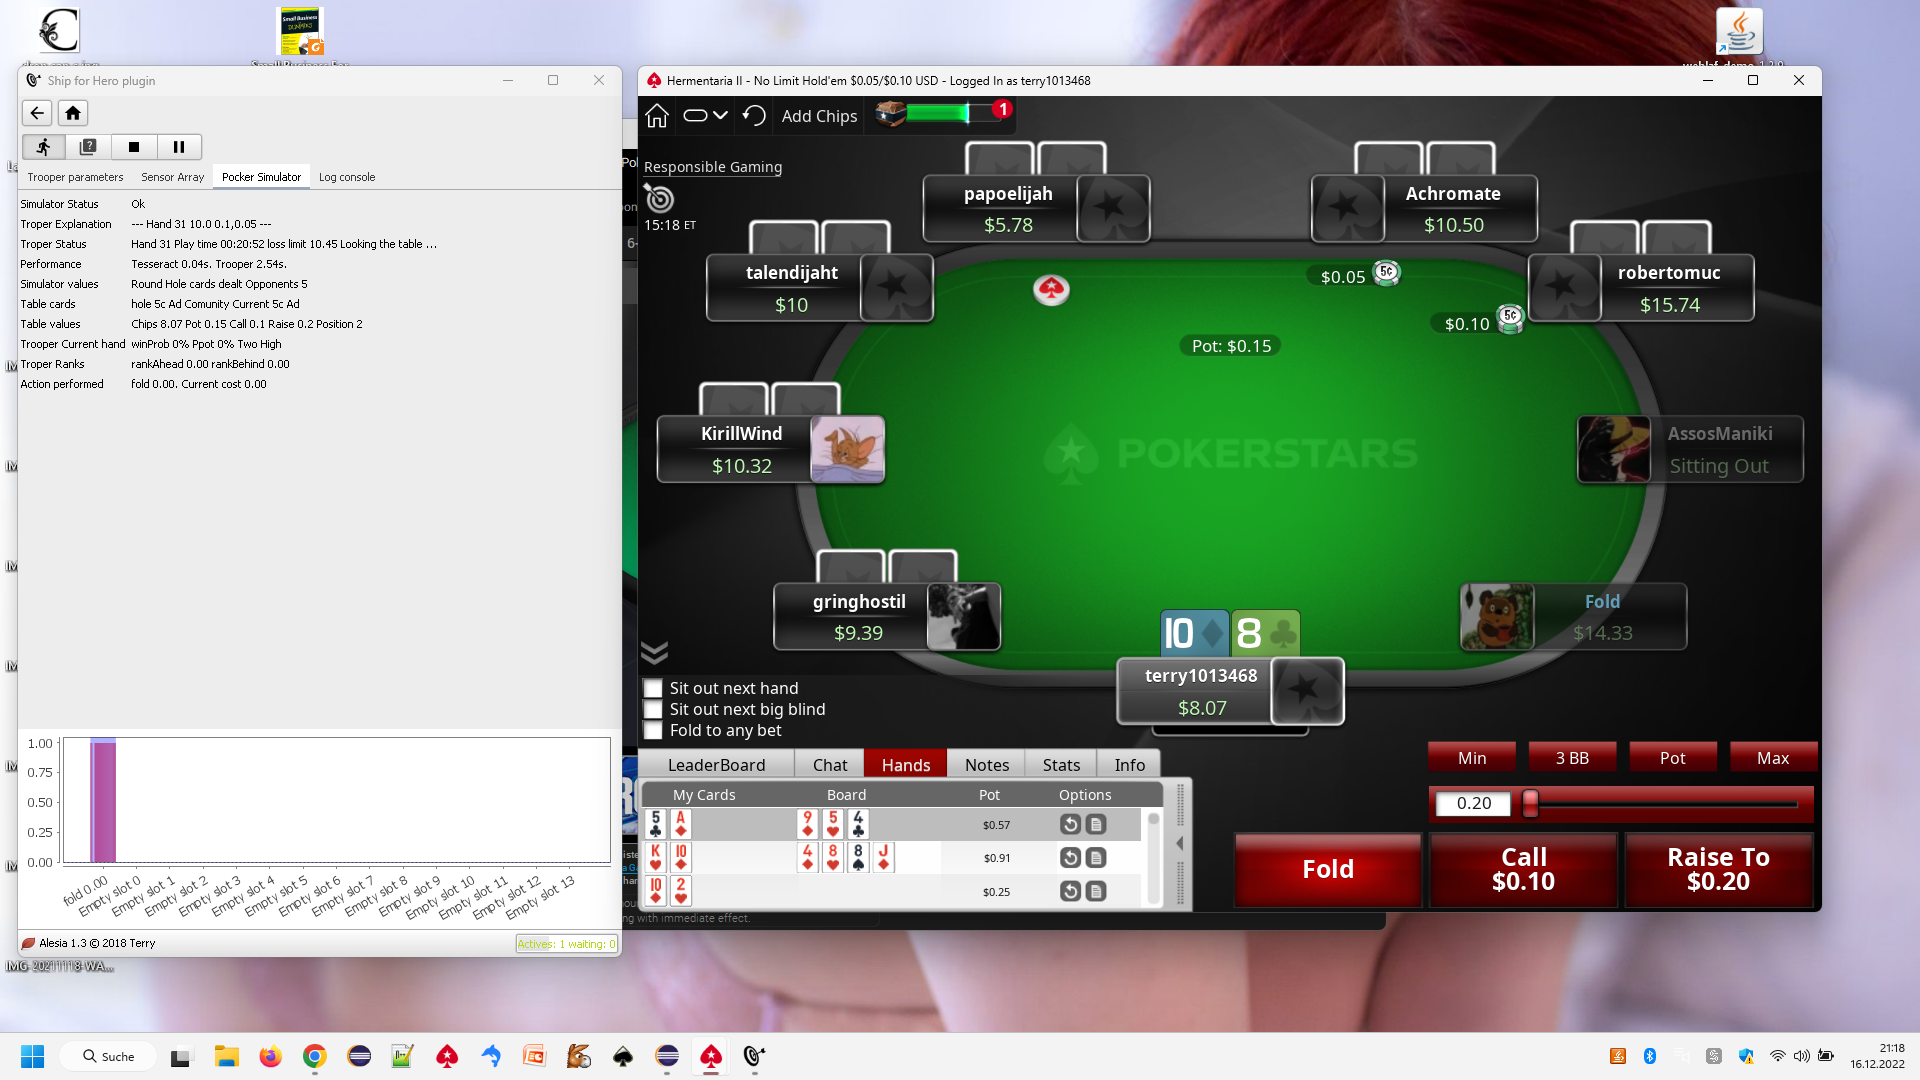 Ship for Hero plugin
Trooper parameters
Sensor Array
Pocker Simulator
Log console
Simulator Status Ok
Troper Explanation --- Hand 31 10.0 0.1,0.05 ---
Troper Status Hand 31 Play time 00:20:52 loss limit 10.45 Looking the table ...
Performance Tesseract 0.04s. Trooper 2.54s.
Simulator values Round Hole cards dealt Opponents 5
Table cards hole 5c Ad Comunity Current 5c Ad
Table values Chips 8.07 Pot 0.15 Call 0.1 Raise 0.2 Position 2
Trooper Current hand winProb 0% Ppot 0% Two High
Troper Ranks rankAhead 0.00 rankBehind 0.00
Action performed fold 0.00. Current cost 0.00
1.00
0.75
0.50
0.25
0.00
fold 0.00
Empty slot 0
Empty slot 1
Empty slot 2
Empty slot 3
Empty slot 4
Empty slot 5
Empty slot 6
Empty slot 7
Empty slot 8
Empty slot 9
Empty slot 10
Empty slot 11
Empty slot 12
Empty slot 13
Alesia 1.3 © 2018 Terry
Actives: 1 waiting: 0
IMG-20211118-WA...
Small Business
DUMMIES
Hermentaria II - No Limit Hold'em $0.05/$0.10 USD - Logged In as terry1013468
Add Chips
1
Responsible Gaming
15:18 ET
papoelijah
$5.78
Achromate
$10.50
talendijaht
$10
robertomuc
$15.74
$0.05
5¢
$0.10
5¢
Pot: $0.15
KirillWind
$10.32
POKERSTARS
AssosManiki
Sitting Out
gringhostil
$9.39
10 8
Fold
$14.33
terry1013468
$8.07
Sit out next hand
Sit out next big blind
Fold to any bet
LeaderBoard
Chat
Hands
Notes
Stats
Info
My Cards Board Pot Options
5 A 9 5 4 $0.57
K 10 4 8 8 J $0.91
10 2 $0.25
Min
3 BB
Pot
Max
0.20
Fold
Call
$0.10
Raise To
$0.20
ng with immediate effect.
Suche
21:18
16.12.2022